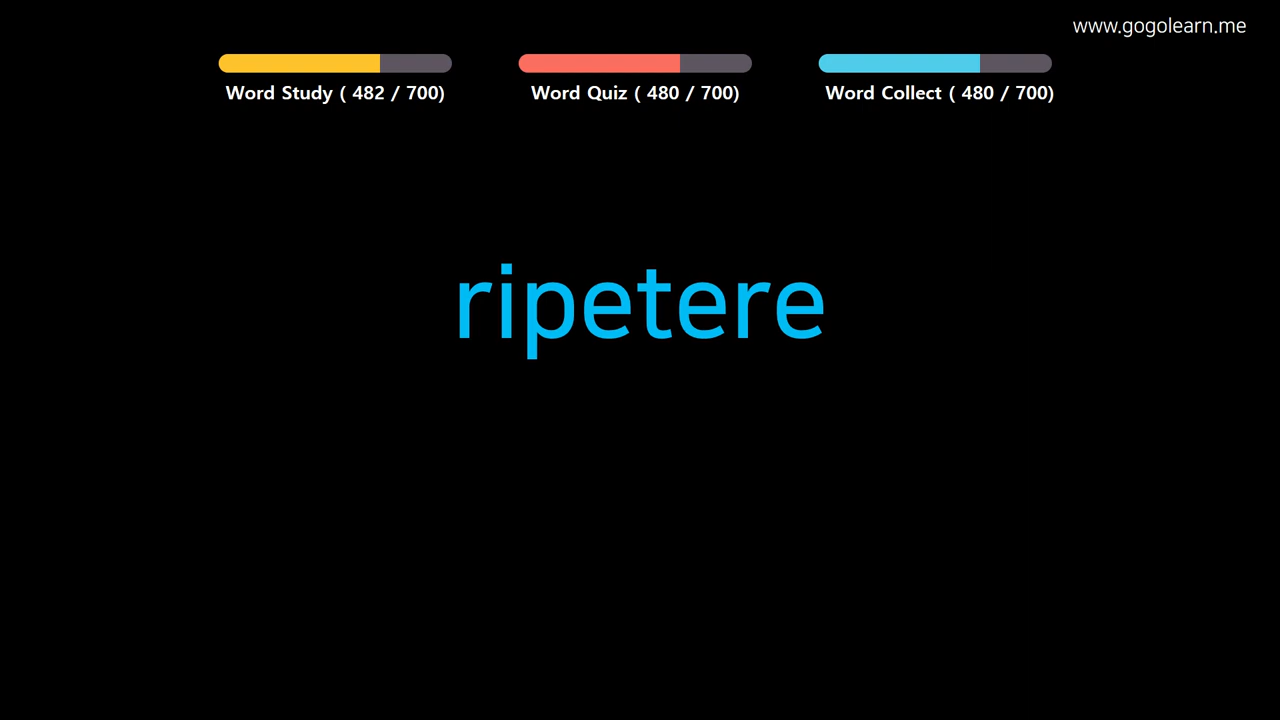 www.gogolearn.me
Word Study ( 482 / 700)
Word Quiz ( 480 / 700)
Word Collect ( 480 / 700)
ripetere